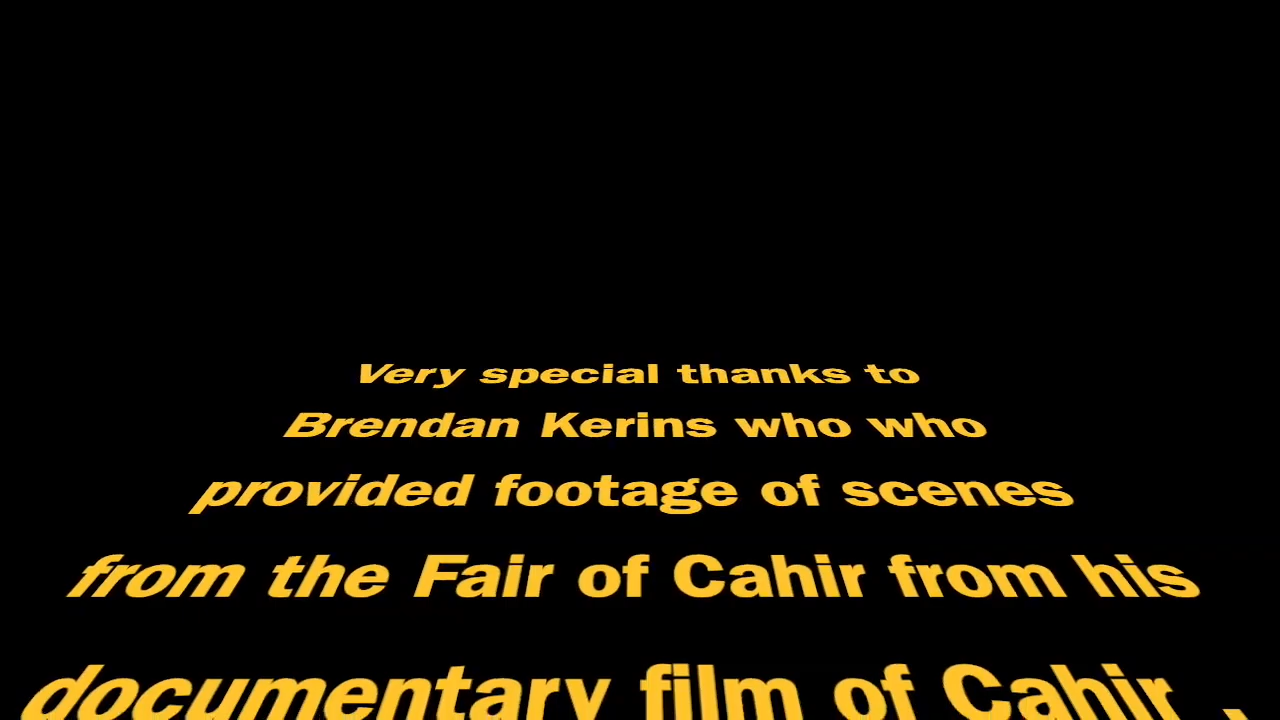 Very special thanks to
Brendan Kerins who who
provided footage of scenes
from the Fair of Cahir from his
documentary film of Cahir .